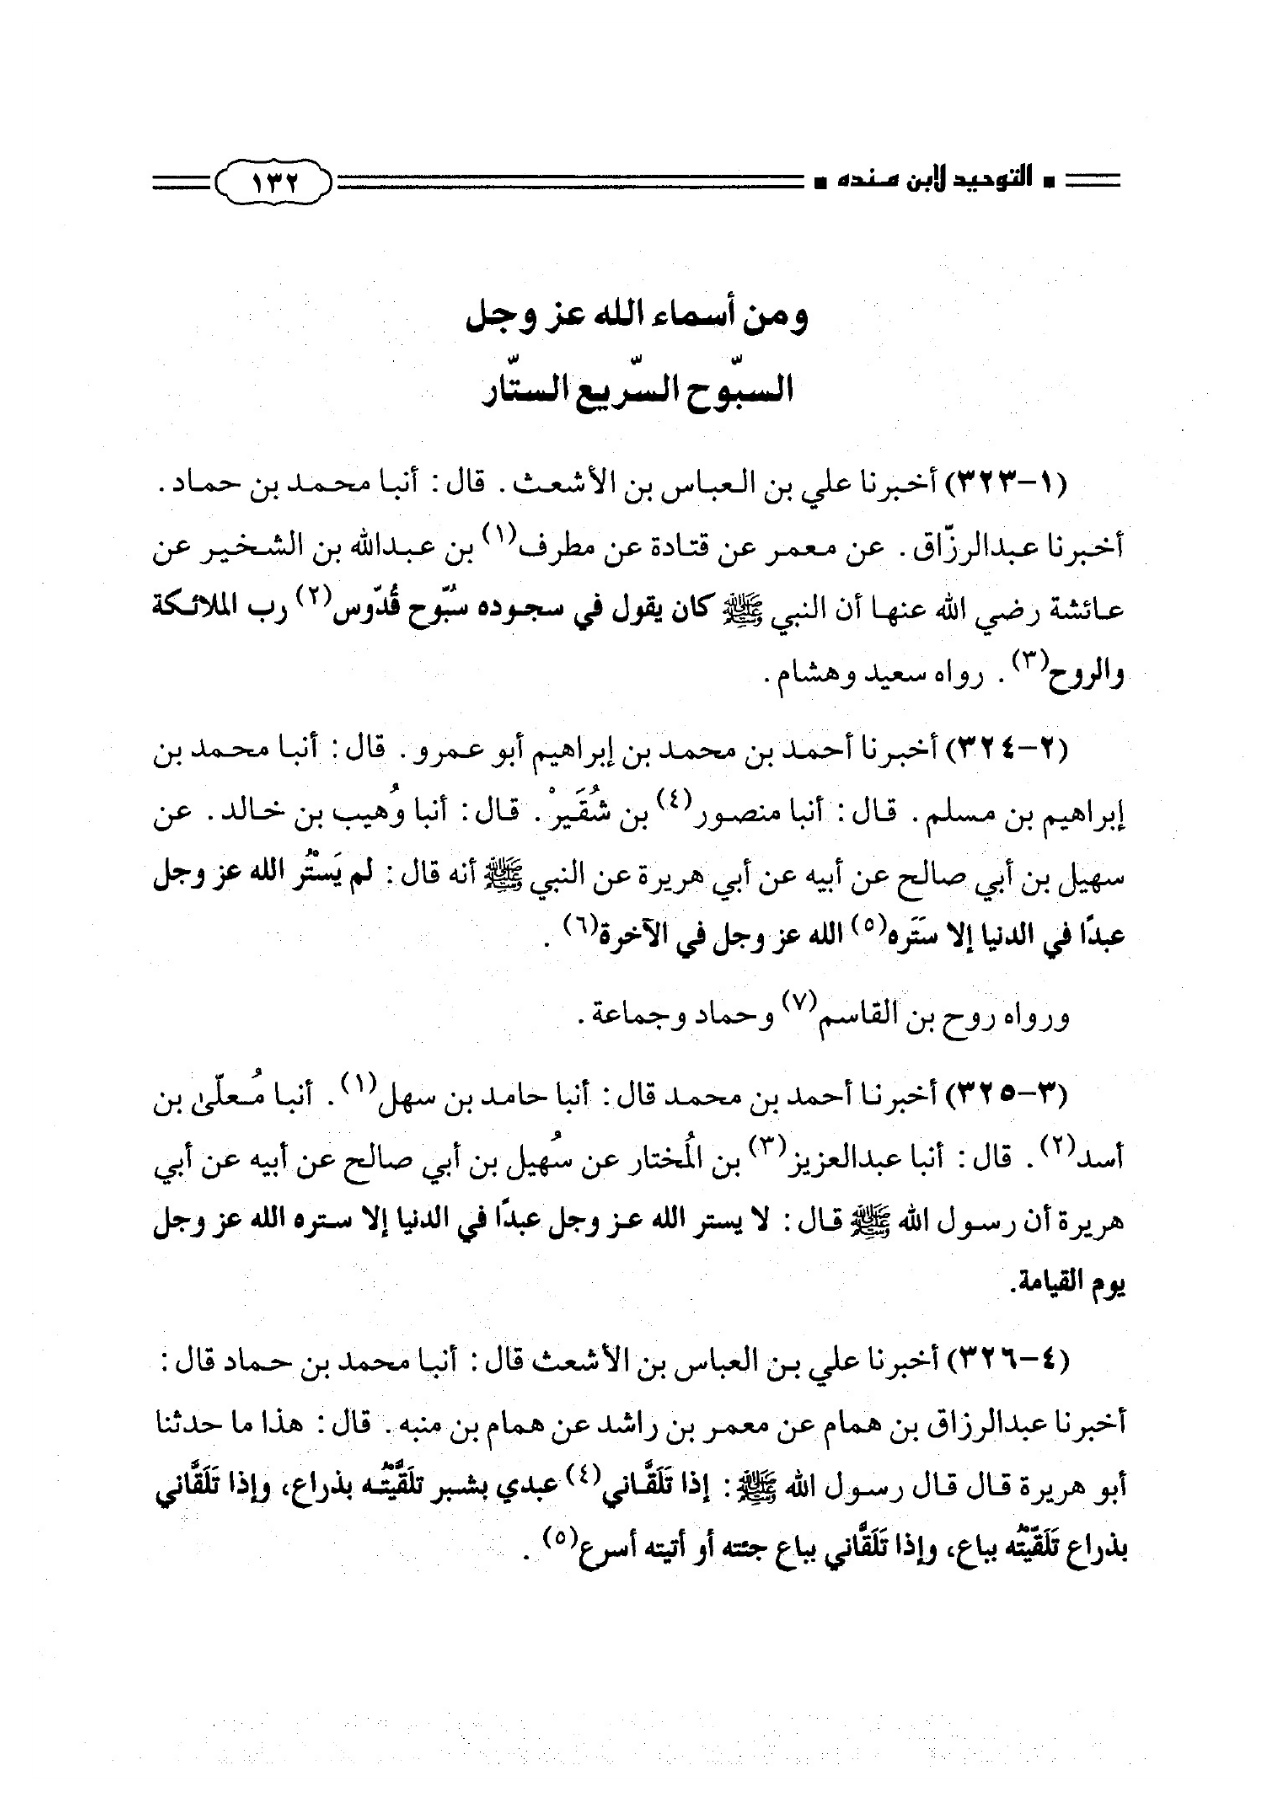 التوحيد لابن منده
١٣٢
ومن أسماء الله عز وجل
السبّوح السّريع الستّار
(١-٣٢٣) أخبرنا علي بن العباس بن الأشعث. قال: أنبا محمد بن حماد.
أخبرنا عبدالرزّاق. عن معمر عن قتادة عن مطرف(١) بن عبدالله بن الشخير عن
عائشة رضي الله عنها أن النبي ﷺ كان يقول في سجوده سُبّوح قُدّوس(٢) رب الملائكة
والروح(٣). رواه سعيد وهشام.
(٢-٣٢٤) أخبرنا أحمد بن محمد بن إبراهيم أبو عمرو. قال: أنبا محمد بن
إبراهيم بن مسلم. قال: أنبا منصور(٤) بن شُقَيرْ. قال: أنبا وُهيب بن خالد. عن
سهيل بن أبي صالح عن أبيه عن أبي هريرة عن النبي ﷺ أنه قال: لم يَستُر الله عز وجل
عبدًا في الدنيا إلا سَتَره(٥) الله عز وجل في الآخرة(٦).
ورواه روح بن القاسم(٧) وحماد وجماعة.
(٣-٣٢٥) أخبرنا أحمد بن محمد قال: أنبا حامد بن سهل(١). أنبا مُعلّىٰ بن
أسد(٢). قال: أنبا عبدالعزيز(٣) بن المُختار عن سُهيل بن أبي صالح عن أبيه عن أبي
هريرة أن رسول الله ﷺ قال: لا يستر الله عز وجل عبدًا في الدنيا إلا ستره الله عز وجل
يوم القيامة.
(٤-٣٢٦) أخبرنا علي بن العباس بن الأشعث قال: أنبا محمد بن حماد قال:
أخبرنا عبدالرزاق بن همام عن معمر بن راشد عن همام بن منبه. قال: هذا ما حدثنا
أبو هريرة قال قال رسول الله ﷺ: إذا تَلَقَّاني(٤) عبدي بشبر تلَقَّيْتُه بذراع، وإذا تَلَقَّاني
بذراع تَلَقَّيْتُه بباع، وإذا تَلَقَّاني بباع جئته أو أتيته أسرع(٥).